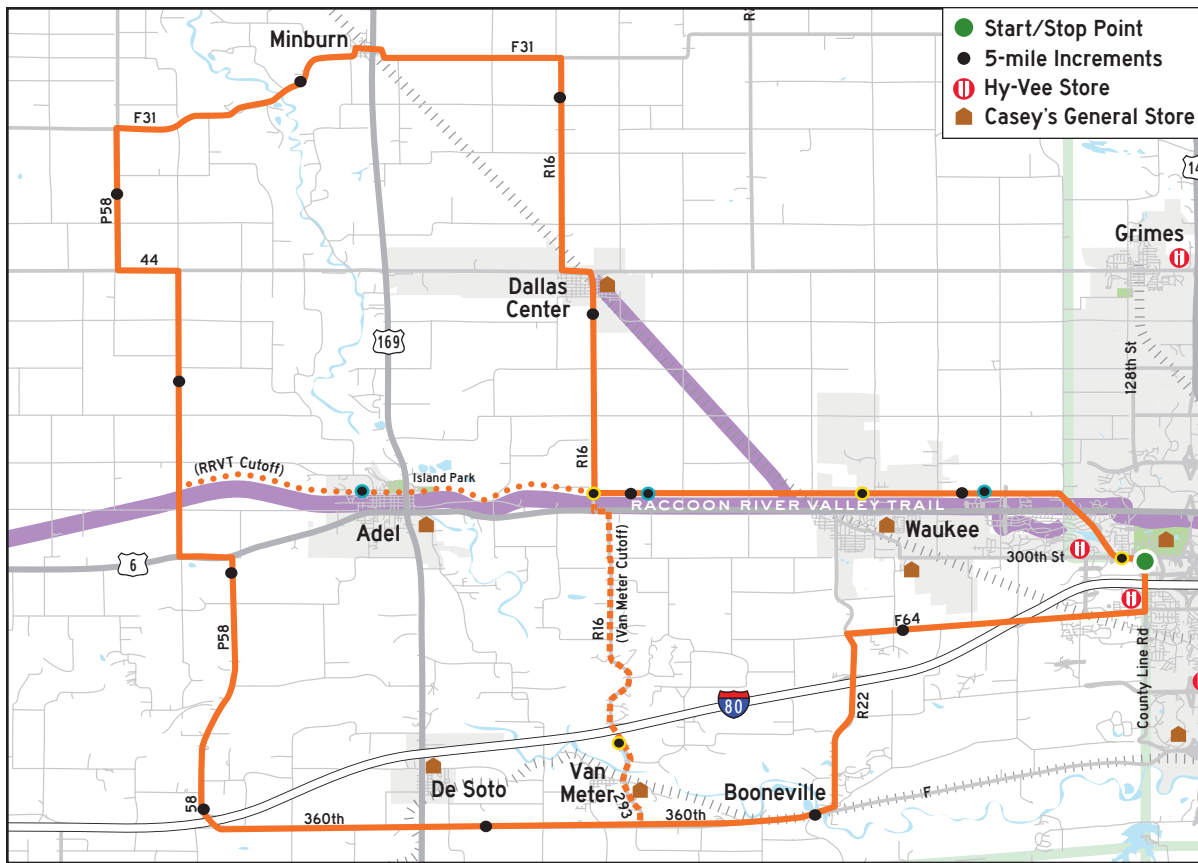 Start/Stop Point
5-mile Increments
Hy-Vee Store
Casey's General Store
Minburn
F31
F31
P58
R16
44
Grimes
Dallas
Center
169
128th St
R16
(RRVT Cutoff)
Island Park
RACCOON RIVER VALLEY TRAIL
Adel
Waukee
300th St
6
R16
(Van Meter Cutoff)
P58
F64
County Line Rd
80
R22
De Soto
Van
Meter
Booneville
58
293
F
360th
360th